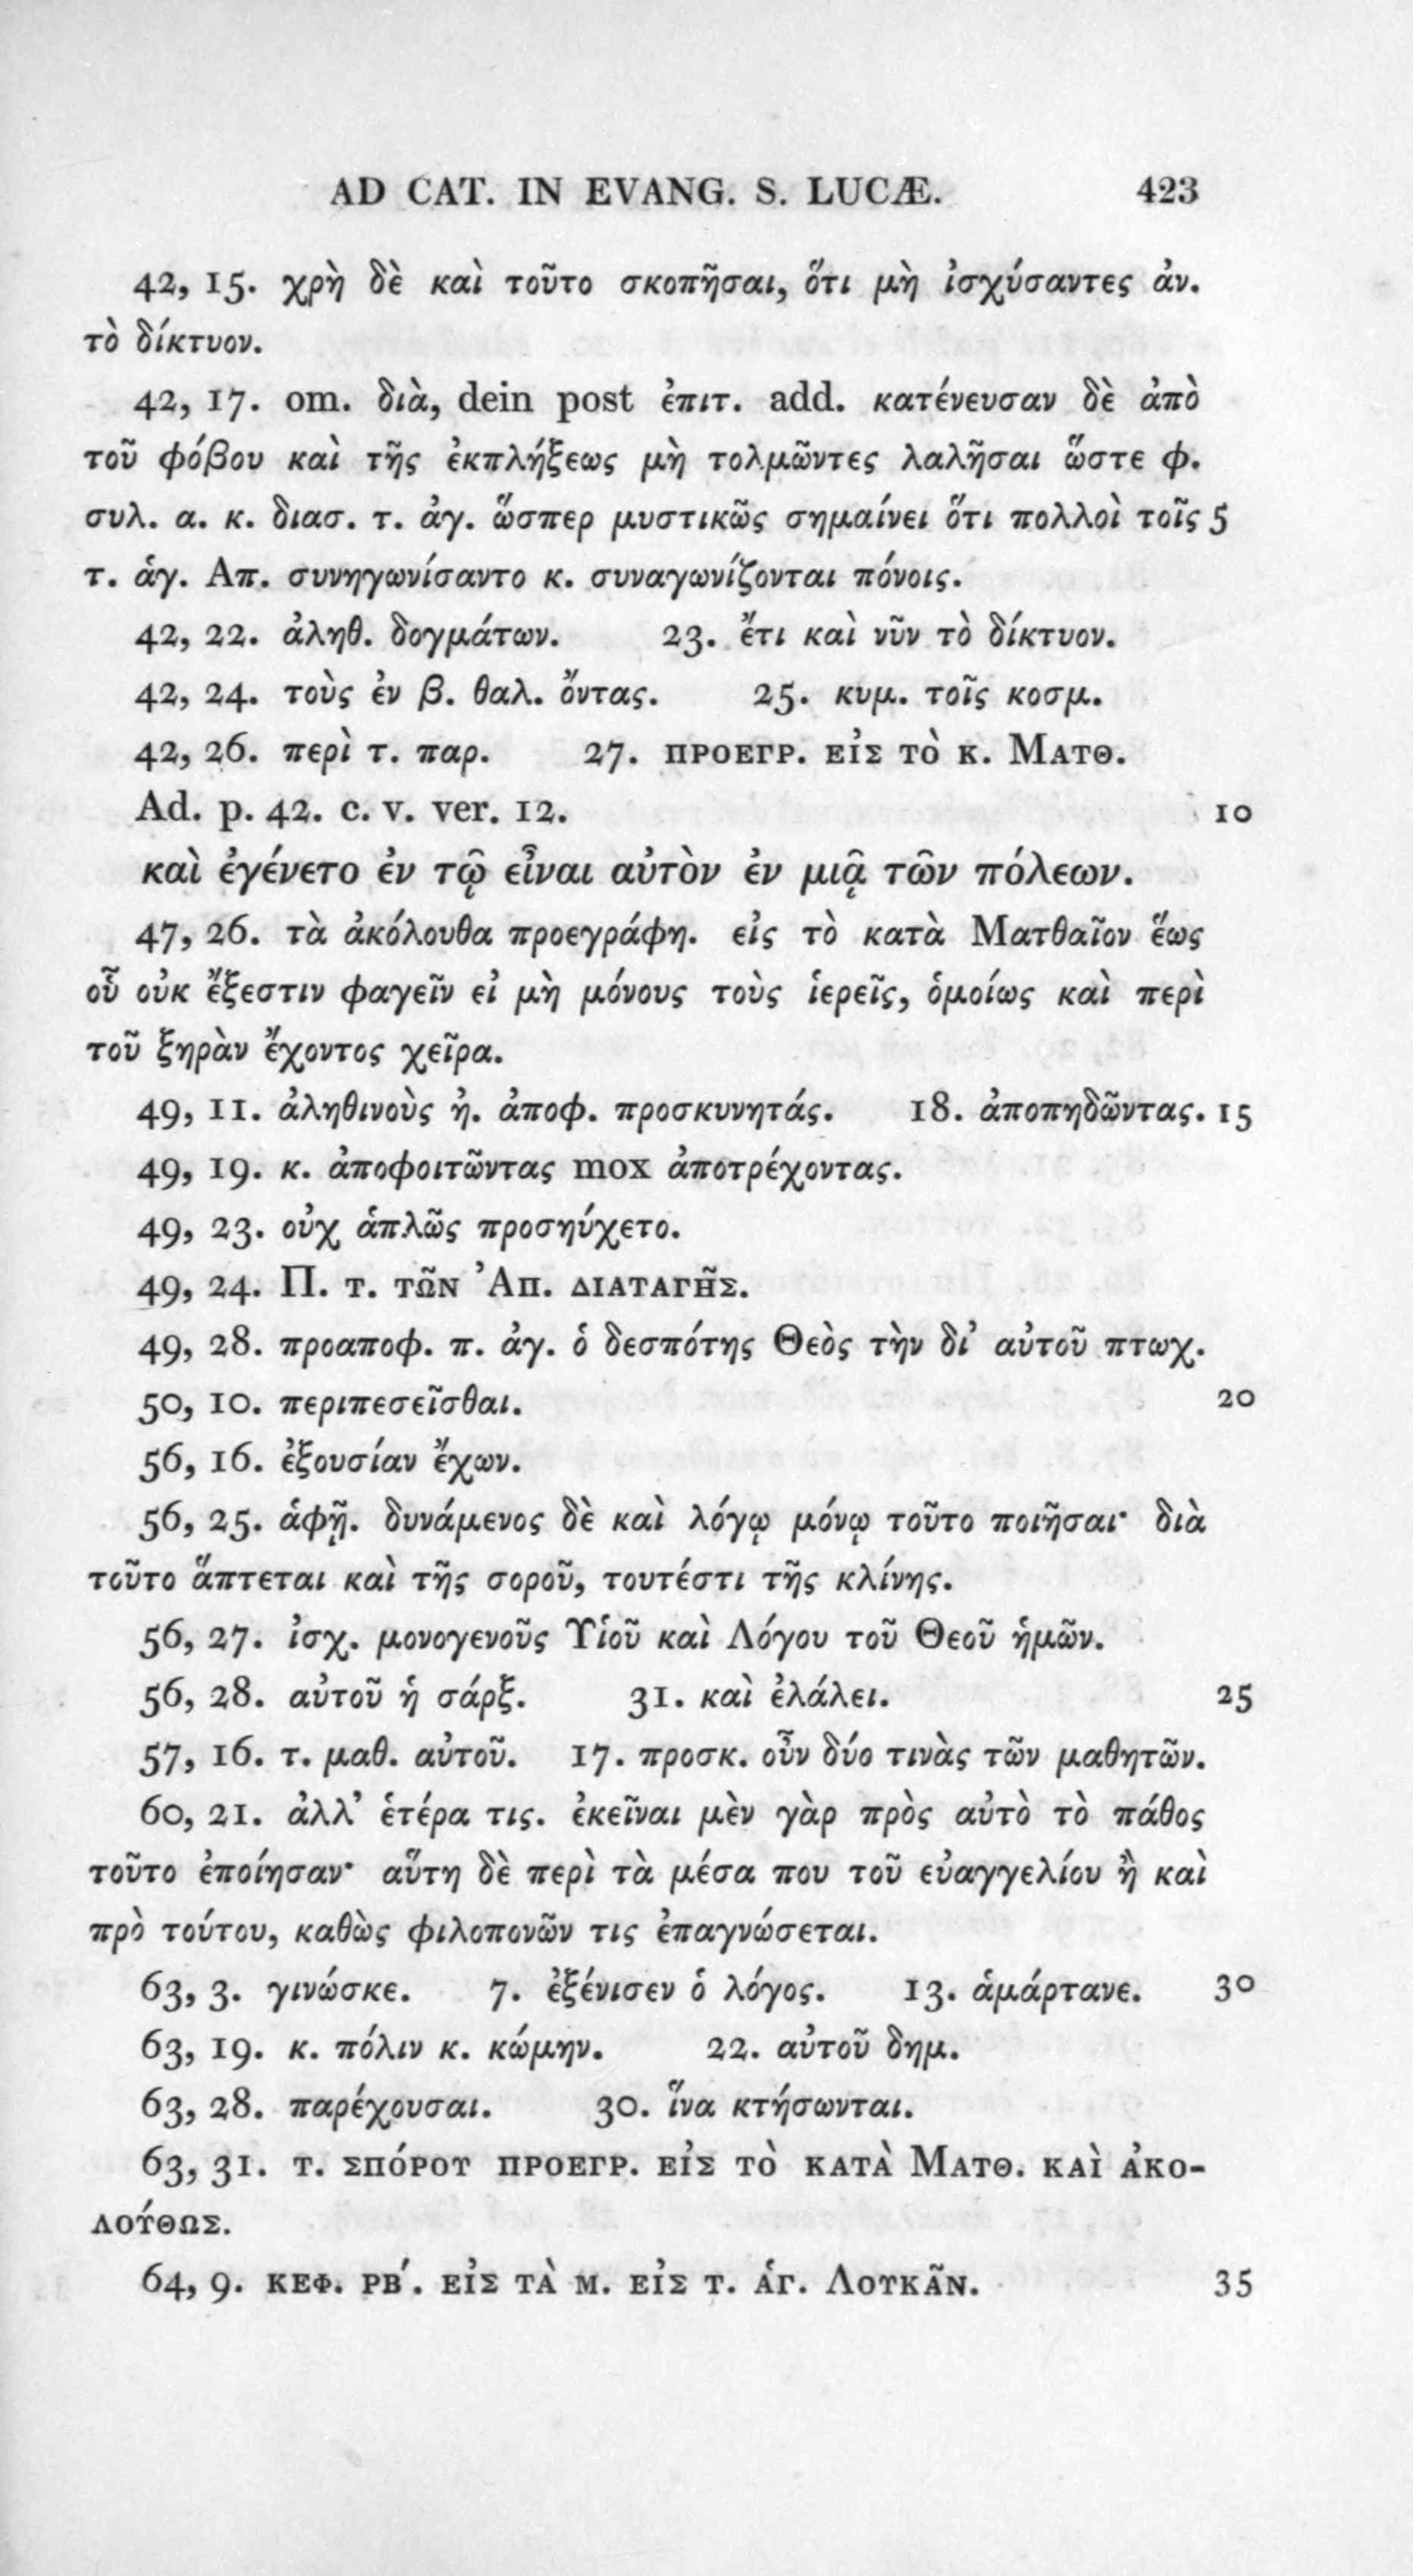 AD CAT. IN EVANG. S. LUCÆ. 423
42, 15. χρὴ δὲ καὶ τοῦτο σκοπῆσαι, ὅτι μὴ ἰσχύσαντες ἀν.
τὸ δίκτυον.
42, 17. om. διὰ, dein post ἐπιτ. add. κατένευσαν δὲ ἀπὸ
τοῦ φόβου καὶ τῆς ἐκπλήξεως μὴ τολμῶντες λαλῆσαι ὥστε φ.
συλ. α. κ. διασ. τ. ἀγ. ὥσπερ μυστικῶς σημαίνει ὅτι πολλοὶ τοῖς 5
τ. ἁγ. Απ. συνηγωνίσαντο κ. συναγωνίζονται πόνοις.
42, 22. ἀληθ. δογμάτων. 23. ἔτι καὶ νῦν τὸ δίκτυον.
42, 24. τοὺς ἐν β. θαλ. ὄντας. 25. κυμ. τοῖς κοσμ.
42, 26. περὶ τ. παρ. 27. ΠΡΟΕΓΡ. ΕἸΣ ΤῸ Κ. ΜΑΤΘ.
Ad. p. 42. c. v. ver. 12. 10
καὶ ἐγένετο ἐν τῷ εἶναι αὐτὸν ἐν μιᾷ τῶν πόλεων.
47, 26. τὰ ἀκόλουθα προεγράφη. εἰς τὸ κατὰ Ματθαῖον ἕως
οὗ οὐκ ἔξεστιν φαγεῖν εἰ μὴ μόνους τοὺς ἱερεῖς, ὁμοίως καὶ περὶ
τοῦ ξηρὰν ἔχοντος χεῖρα.
49, 11. ἀληθινοὺς ἡ. ἀποφ. προσκυνητάς. 18. ἀποπηδῶντας. 15
49, 19. κ. ἀποφοιτῶντας mox ἀποτρέχοντας.
49, 23. οὐχ ἁπλῶς προσηύχετο.
49, 24. Π. Τ. ΤΩ͂Ν ἈΠ. ΔΙΑΤΑΓΗ͂Σ.
49, 28. προαποφ. π. ἀγ. ὁ δεσπότης Θεὸς τὴν δι’ αὐτοῦ πτωχ.
50, 10. περιπεσεῖσθαι. 20
56, 16. ἐξουσίαν ἔχων.
56, 25. ἁφῇ. δυνάμενος δὲ καὶ λόγῳ μόνῳ τοῦτο ποιῆσαι· διὰ
τοῦτο ἅπτεται καὶ τῆς σοροῦ, τουτέστι τῆς κλίνης.
56, 27. ἰσχ. μονογενοῦς Υἱοῦ καὶ Λόγου τοῦ Θεοῦ ἡμῶν.
56, 28. αὐτοῦ ἡ σάρξ. 31. καὶ ἐλάλει. 25
57, 16. τ. μαθ. αὐτοῦ. 17. προσκ. οὖν δύο τινὰς τῶν μαθητῶν.
60, 21. ἀλλ’ ἑτέρα τις. ἐκεῖναι μὲν γὰρ πρὸς αὐτὸ τὸ πάθος
τοῦτο ἐποίησαν· αὕτη δὲ περὶ τὰ μέσα που τοῦ εὐαγγελίου ἢ καὶ
πρὸ τούτου, καθὼς φιλοπονῶν τις ἐπαγνώσεται.
63, 3. γινώσκε. 7. ἐξένισεν ὁ λόγος. 13. ἁμάρτανε. 30
63, 19. κ. πόλιν κ. κώμην. 22. αὐτοῦ δημ.
63, 28. παρέχουσαι. 30. ἵνα κτήσωνται.
63, 31. Τ. ΣΠΌΡΟΥ ΠΡΟΕΓΡ. ΕἸΣ ΤῸ ΚΑΤᾺ ΜΑΤΘ. ΚΑῚ ἈΚΟ-
ΛΟΎΘΩΣ.
64, 9. ΚΕΦ. ΡΒʹ. ΕἸΣ ΤᾺ Μ. ΕἸΣ Τ. ἉΓ. ΛΟΥΚΑ͂Ν. 35